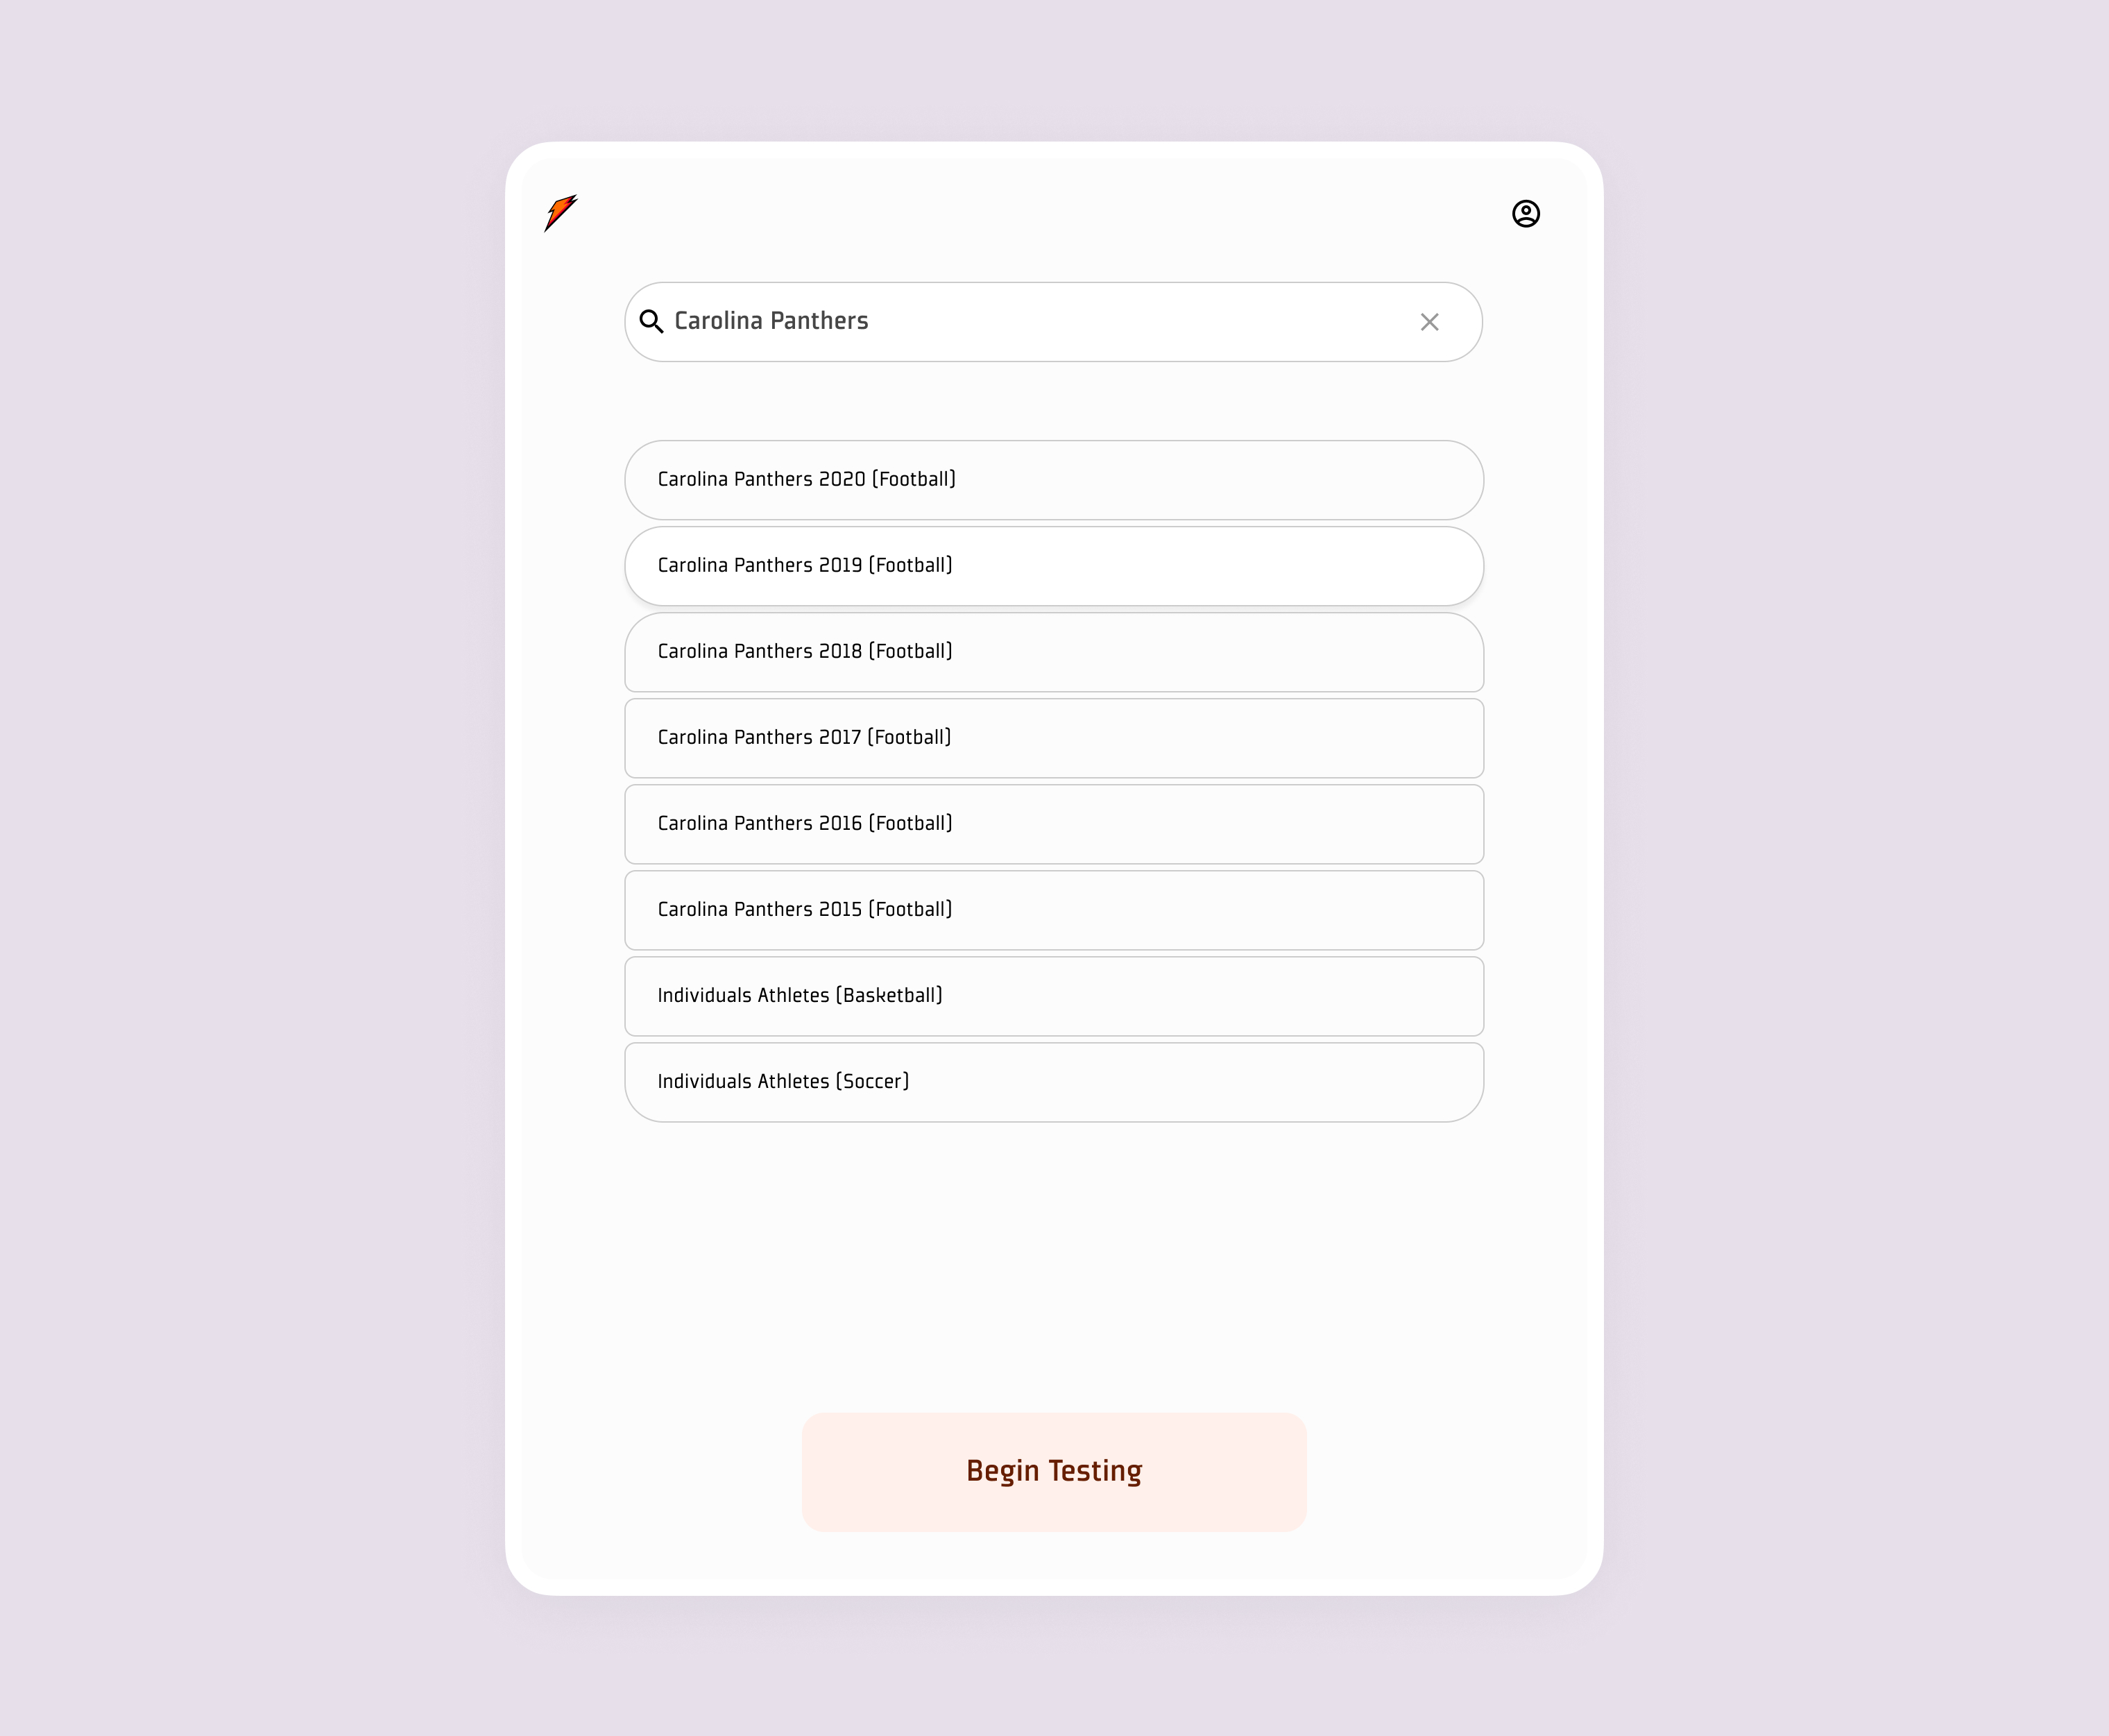 Carolina Panthers
Carolina Panthers 2020 (Football)
Carolina Panthers 2019 (Football)
Carolina Panthers 2018 (Football)
Carolina Panthers 2017 (Football)
Carolina Panthers 2016 (Football)
Carolina Panthers 2015 (Football)
Individuals Athletes (Basketball)
Individuals Athletes (Soccer)
Begin Testing